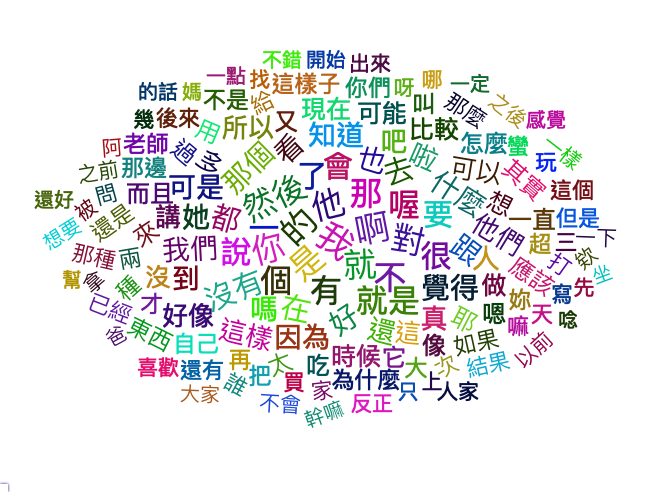 不錯 開始 出來
一點 找 這樣子 你們 呀 哪 一定
的話 媽 不是 給 現在 可能 叫 那麼 之後 感覺
幾 後來 用 所以 又 知道 吧 比較 怎麼 蠻 一樣
阿 老師 過 多 那個 看 了 會 也 去 啦 可以 其實 玩
之前 那邊 而且 可是 然後 那 什麼 想 這個
還好 被 問 講 她 都 一 的 他 喔 要 他們 一直 但是
想要 還是 來 我們 說 你 我 啊 對 很 跟 人 超 三 一下
那種 兩 沒 到 個 是 就 不 覺得 做 應該 打 欸 坐
幫 拿 種 沒有 有 就是 妳 寫 先
已經 才 好像 嗎 在 好 還 這 真 耶 嗯 嘛 天 唸
爸 東西 自己 這樣 因為 時候 它 像 如果 以前
喜歡 還有 再 太 吃 大 次 結果
誰 把 買 家 為什麼 只 上 人家
大家 不會 幹嘛 反正